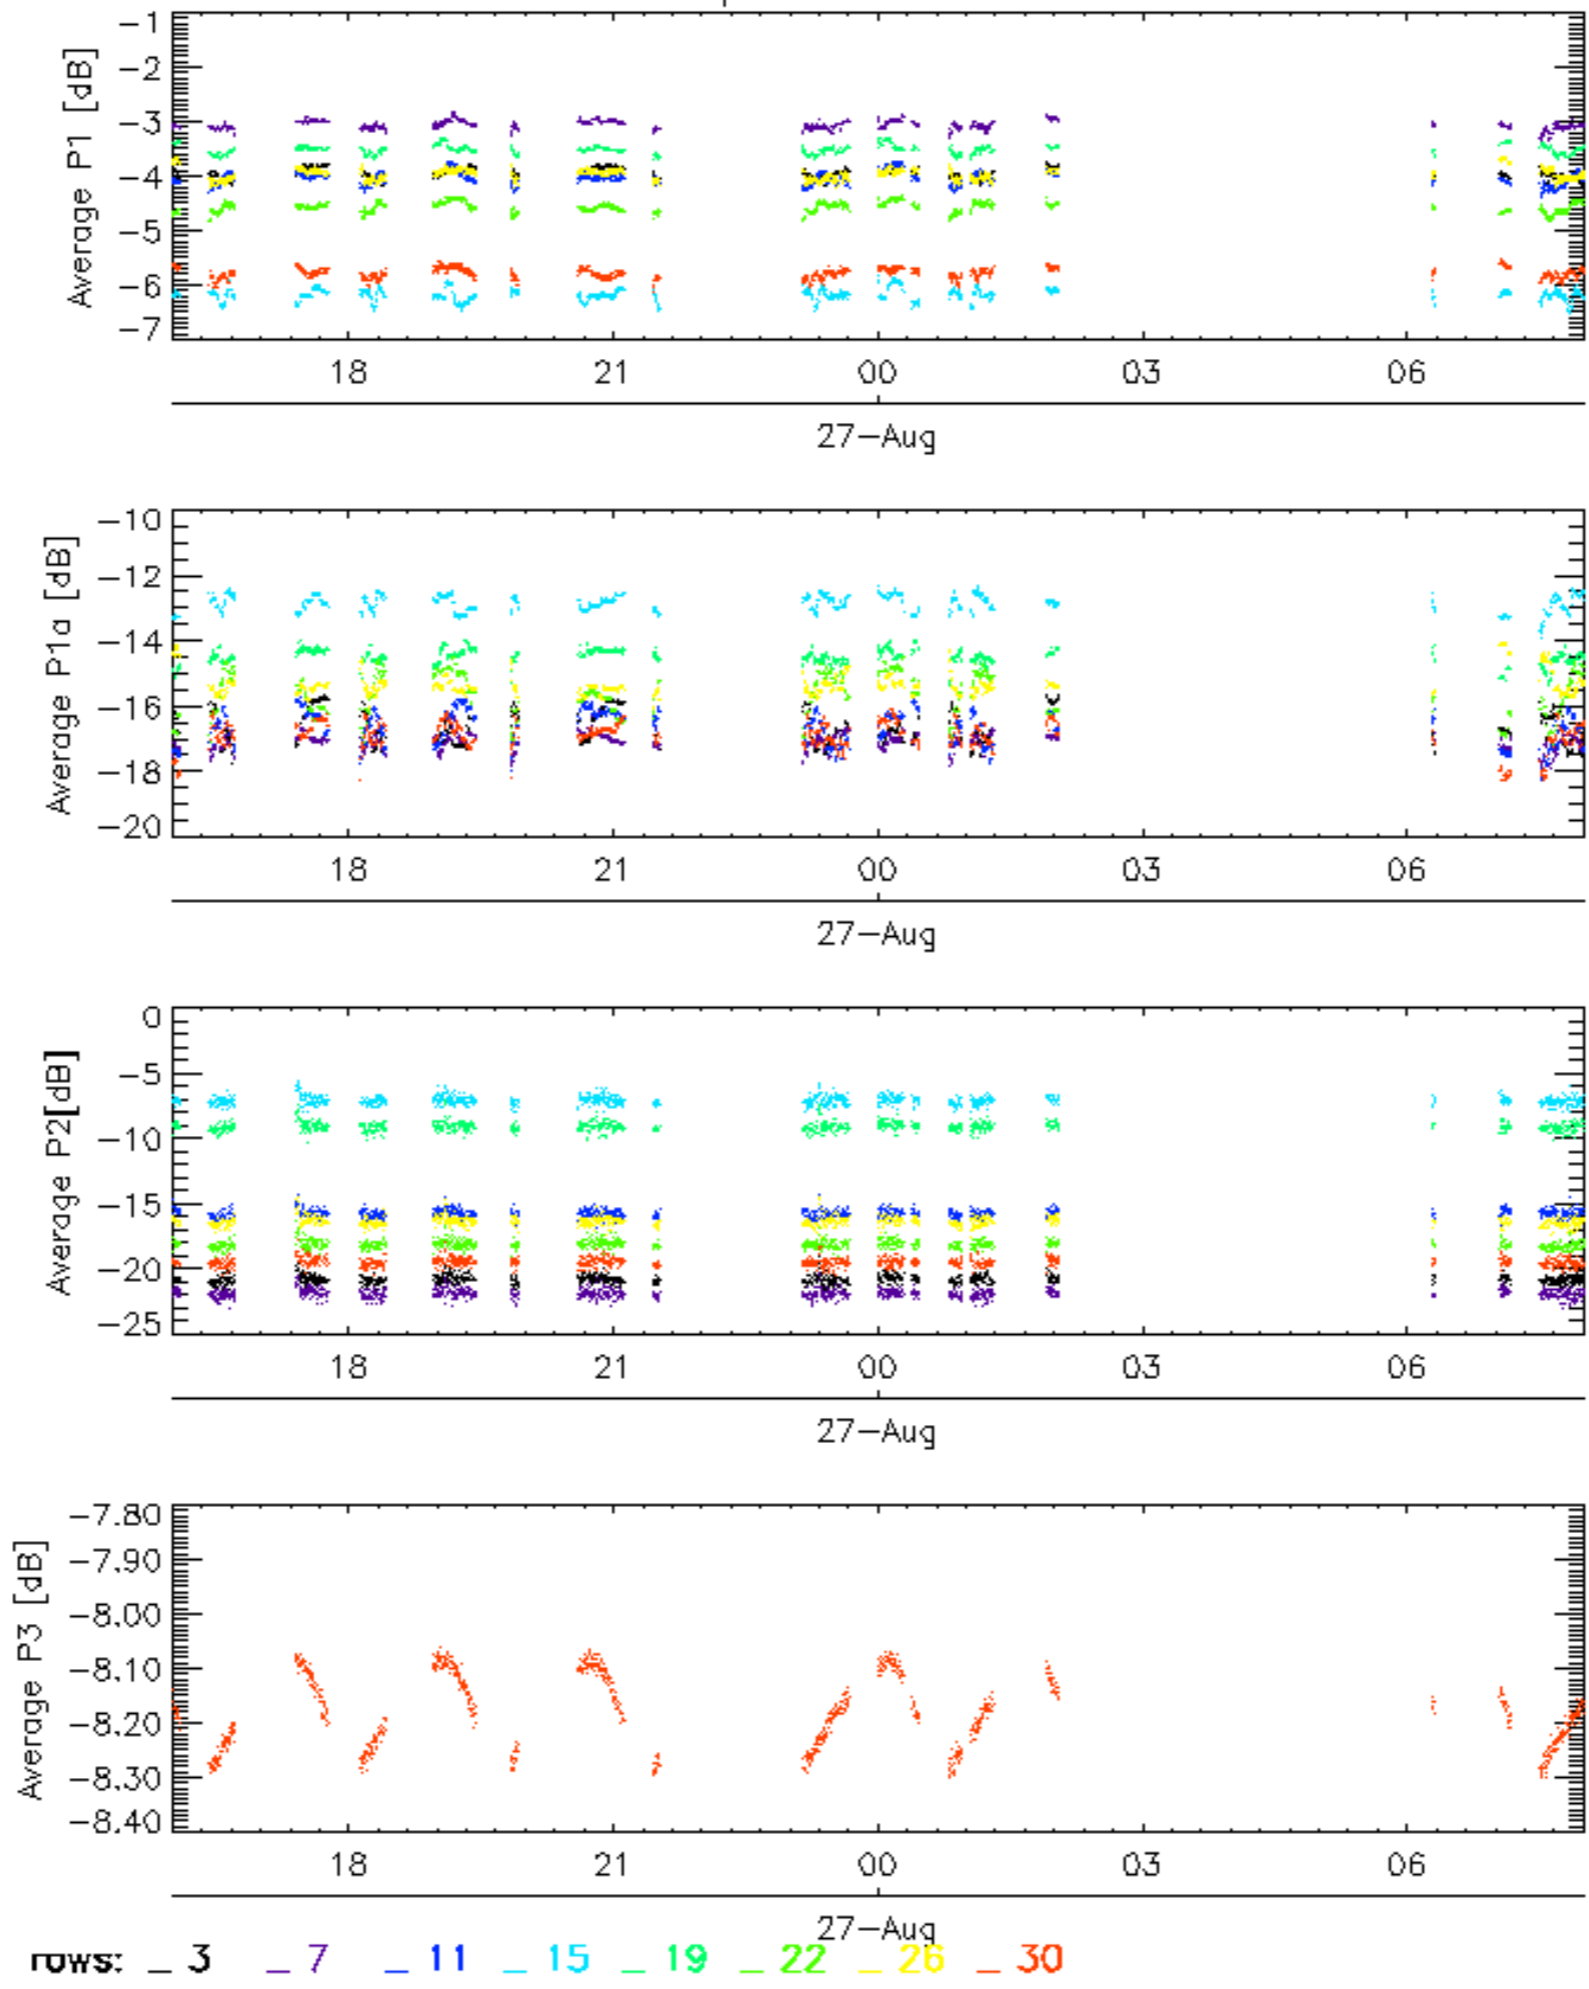 Average P1 [dB]
-1
-2
-3
-4
-5
-6
-7
18 21 00 03 06
27-Aug
Average P1a [dB]
-10
-12
-14
-16
-18
-20
18 21 00 03 06
27-Aug
Average P2[dB]
0
-5
-10
-15
-20
-25
18 21 00 03 06
27-Aug
Average P3 [dB]
-7.80
-7.90
-8.00
-8.10
-8.20
-8.30
-8.40
18 21 00 03 06
27-Aug
rows: _ 3 _ 7 _ 11 _ 15 _ 19 _ 22 _ 26 _ 30